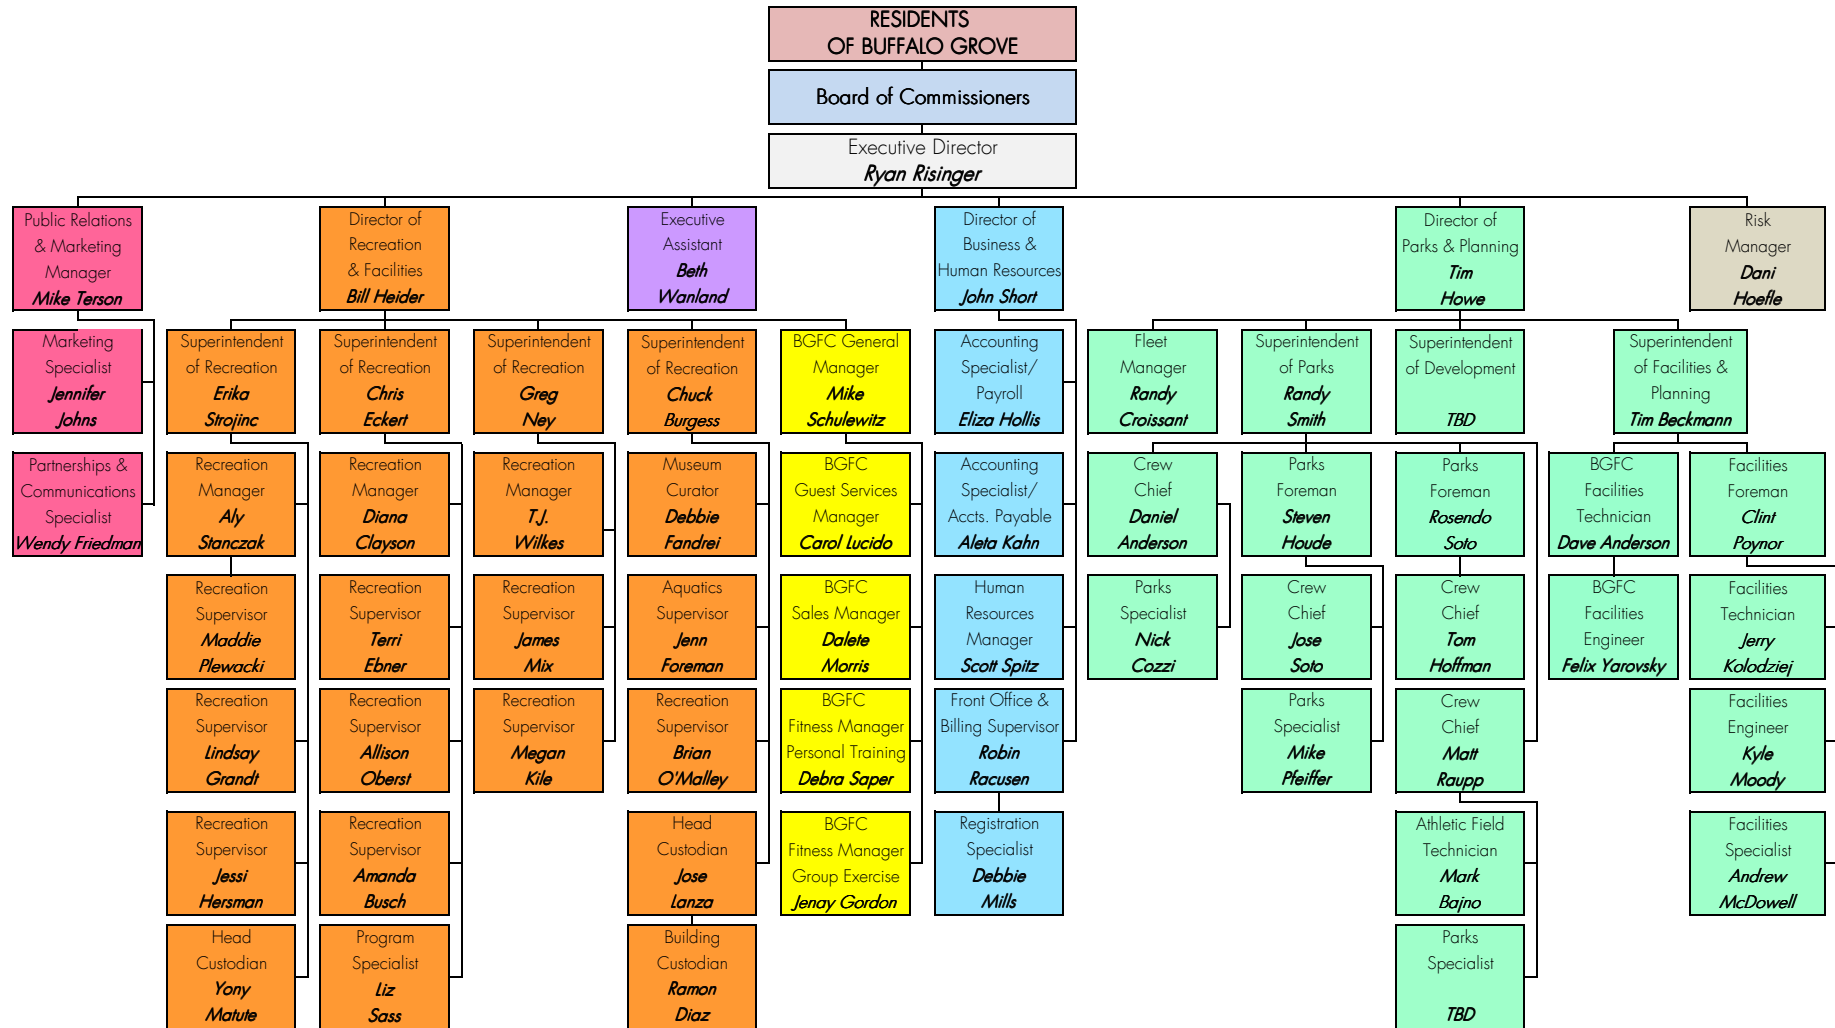 RESIDENTS
OF BUFFALO GROVE
Board of Commissioners
Executive Director
Ryan Risinger
Public Relations
& Marketing
Manager
Mike Terson
Director of
Recreation
& Facilities
Bill Heider
Executive
Assistant
Beth
Wanland
Director of
Business &
Human Resources
John Short
Director of
Parks & Planning
Tim
Howe
Risk
Manager
Dani
Hoefle
Marketing
Specialist
Jennifer
Johns
Superintendent
of Recreation
Erika
Strojinc
Superintendent
of Recreation
Chris
Eckert
Superintendent
of Recreation
Greg
Ney
Superintendent
of Recreation
Chuck
Burgess
BGFC General
Manager
Mike
Schulewitz
Accounting
Specialist/
Payroll
Eliza Hollis
Fleet
Manager
Randy
Croissant
Superintendent
of Parks
Randy
Smith
Superintendent
of Development
TBD
Superintendent
of Facilities &
Planning
Tim Beckmann
Partnerships &
Communications
Specialist
Wendy Friedman
Recreation
Manager
Aly
Stanczak
Recreation
Manager
Diana
Clayson
Recreation
Manager
T.J.
Wilkes
Museum
Curator
Debbie
Fandrei
BGFC
Guest Services
Manager
Carol Lucido
Accounting
Specialist/
Accts. Payable
Aleta Kahn
Crew
Chief
Daniel
Anderson
Parks
Foreman
Steven
Houde
Parks
Foreman
Rosendo
Soto
BGFC
Facilities
Technician
Dave Anderson
Facilities
Foreman
Clint
Poynor
Recreation
Supervisor
Maddie
Plewacki
Recreation
Supervisor
Terri
Ebner
Recreation
Supervisor
James
Mix
Aquatics
Supervisor
Jenn
Foreman
BGFC
Sales Manager
Dalete
Morris
Human
Resources
Manager
Scott Spitz
Parks
Specialist
Nick
Cozzi
Crew
Chief
Jose
Soto
Crew
Chief
Tom
Hoffman
BGFC
Facilities
Engineer
Felix Yarovsky
Facilities
Technician
Jerry
Kolodziej
Recreation
Supervisor
Lindsay
Grandt
Recreation
Supervisor
Allison
Oberst
Recreation
Supervisor
Megan
Kile
Recreation
Supervisor
Brian
O'Malley
BGFC
Fitness Manager
Personal Training
Debra Saper
Front Office &
Billing Supervisor
Robin
Racusen
Parks
Specialist
Mike
Pfeiffer
Crew
Chief
Matt
Raupp
Facilities
Engineer
Kyle
Moody
Recreation
Supervisor
Jessi
Hersman
Recreation
Supervisor
Amanda
Busch
Head
Custodian
Jose
Lanza
BGFC
Fitness Manager
Group Exercise
Jenay Gordon
Registration
Specialist
Debbie
Mills
Athletic Field
Technician
Mark
Bajno
Facilities
Specialist
Andrew
McDowell
Head
Custodian
Yony
Matute
Program
Specialist
Liz
Sass
Building
Custodian
Ramon
Diaz
Parks
Specialist
TBD